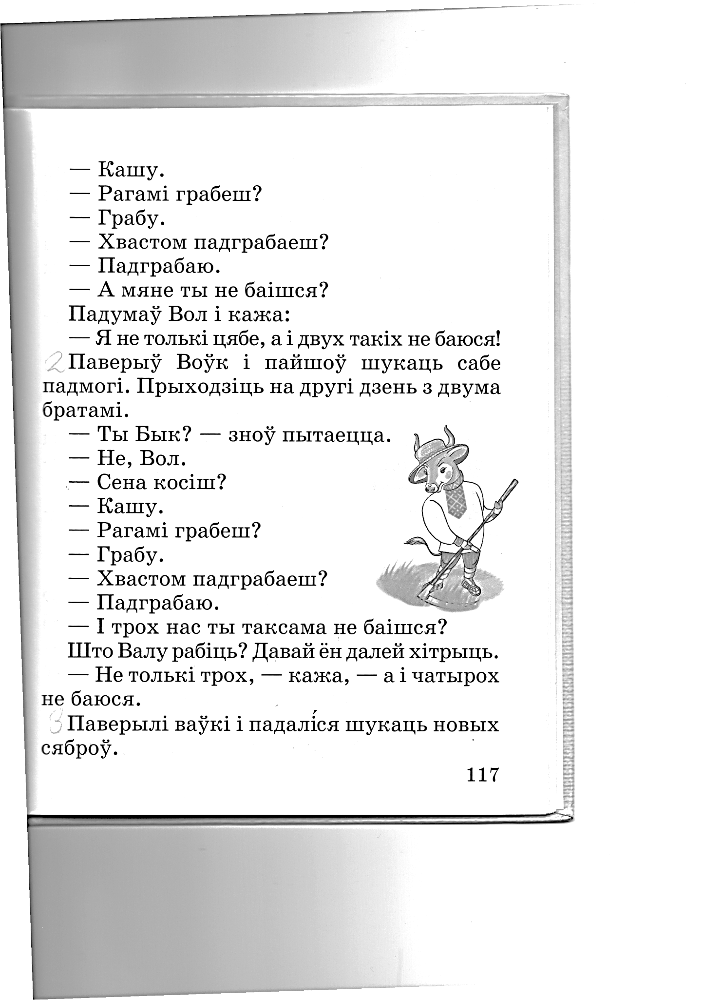 — Кашу.
— Рагамі грабеш?
— Грабу.
— Хвастом падграбаеш?
— Падграбаю.
— А мяне ты не баішся?
Падумаў Вол і кажа:
— Я не толькі цябе, а і двух такіх не баюся!
2 Паверыў Воўк і пайшоў шукаць сабе
падмогі. Прыходзіць на другі дзень з двума
братамі.
— Ты Бык? — зноў пытаецца.
— Не, Вол.
— Сена косіш?
— Кашу.
— Рагамі грабеш?
— Грабу.
— Хвастом падграбаеш?
— Падграбаю.
— І трох нас ты таксама не баішся?
Што Валу рабіць? Давай ён далей хітрыць.
— Не толькі трох, — кажа, — а і чатырох
не баюся.
3 Паверылі ваўкі і падалі́ся шукаць новых
сяброў.
117